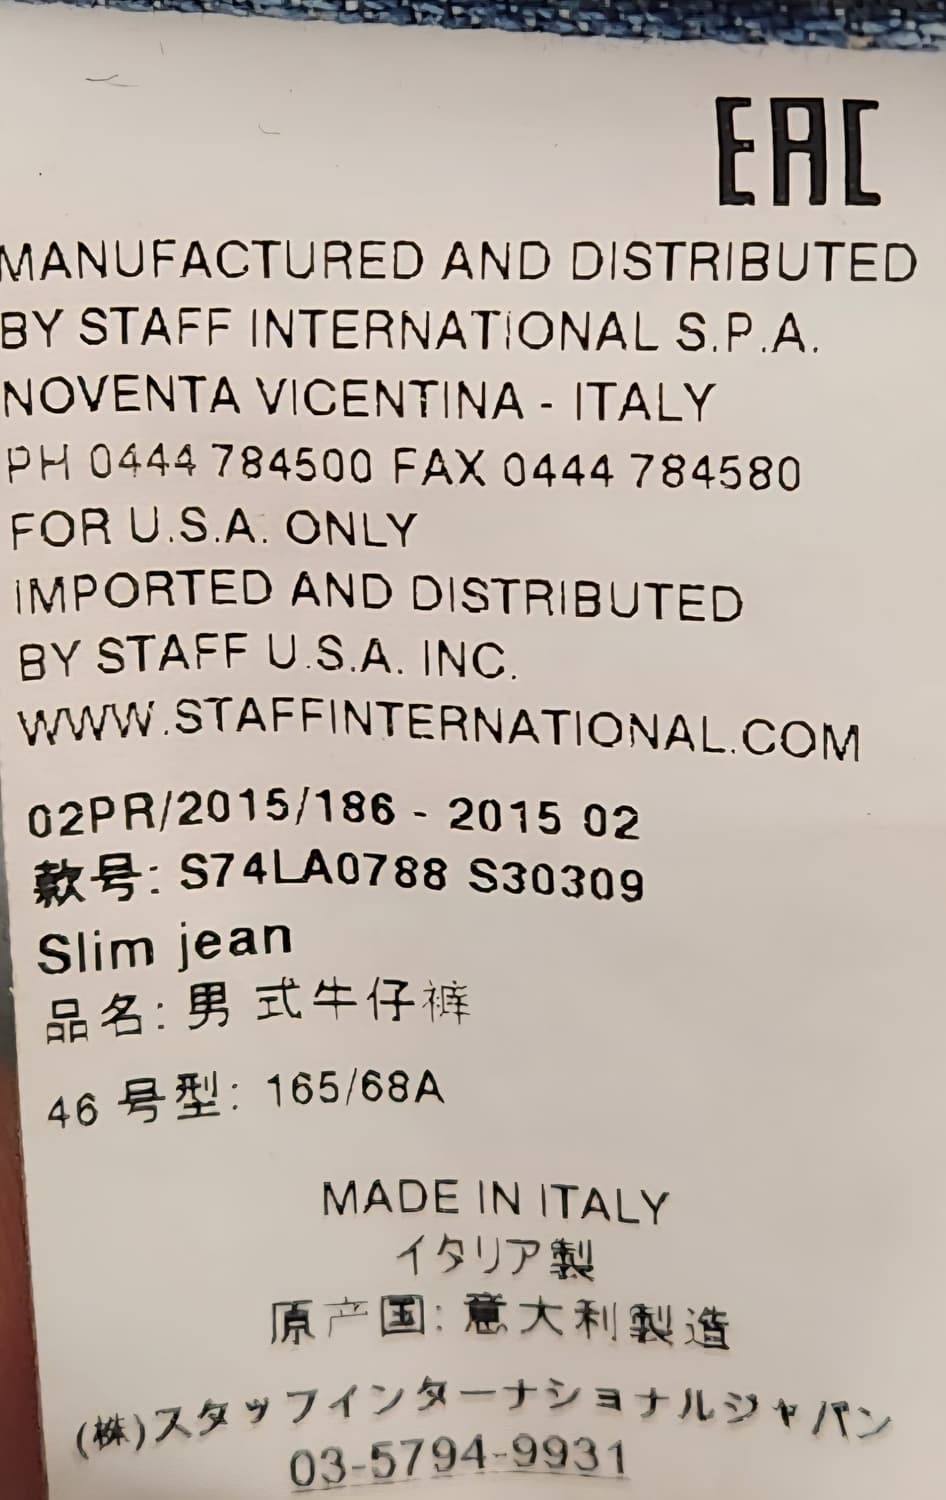 EAC
MANUFACTURED AND DISTRIBUTED
BY STAFF INTERNATIONAL S.P.A.
NOVENTA VICENTINA - ITALY
PH 0444 784500 FAX 0444 784580
FOR U.S.A. ONLY
IMPORTED AND DISTRIBUTED
BY STAFF U.S.A. INC.
WWW.STAFFINTERNATIONAL.COM
02PR/2015/186 - 2015 02
款号: S74LA0788 S30309
Slim jean
品名: 男 式牛仔裤
46 号型: 165/68A
MADE IN ITALY
イタリア製
原产国: 意大利製造
(株)スタッフインターナショナルジャパン
03-5794-9931